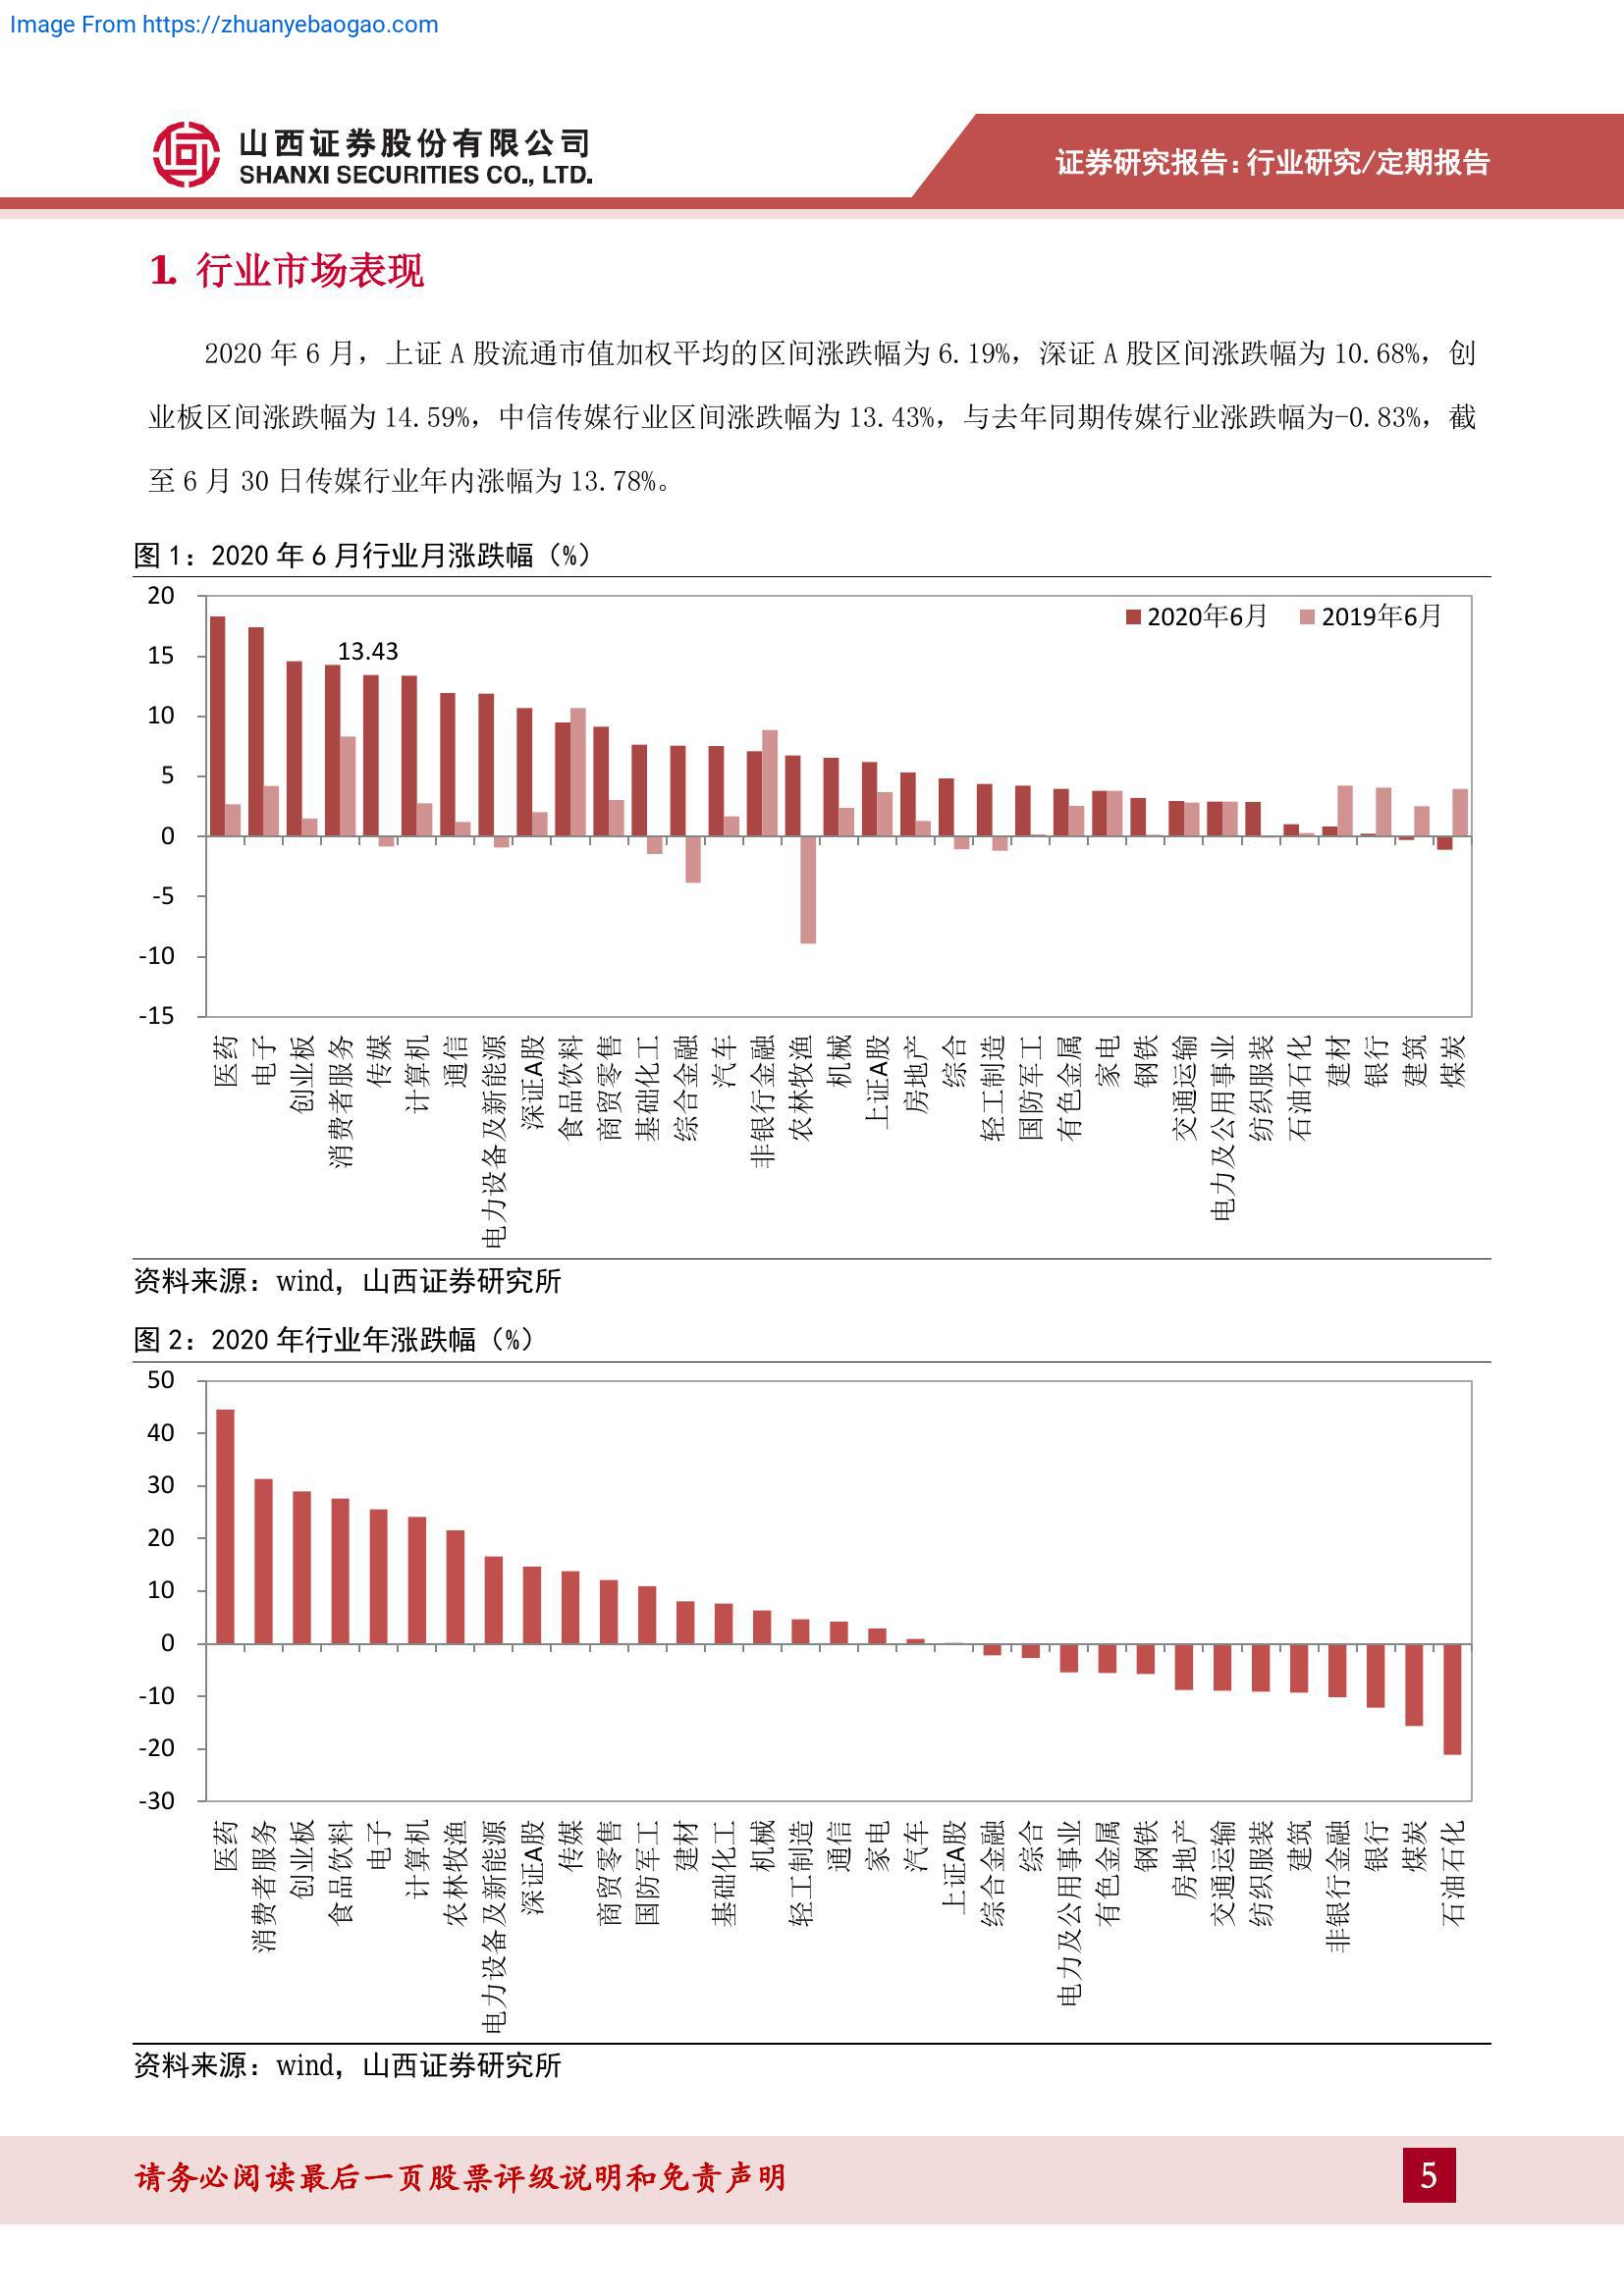 Image From https://zhuanyebaogao.com
山西证券股份有限公司
SHANXI SECURITIES CO., LTD.
证券研究报告:行业研究/定期报告
1. 行业市场表现
2020 年 6 月，上证 A 股流通市值加权平均的区间涨跌幅为 6.19%，深证 A 股区间涨跌幅为 10.68%，创
业板区间涨跌幅为 14.59%，中信传媒行业区间涨跌幅为 13.43%，与去年同期传媒行业涨跌幅为-0.83%，截
至 6 月 30 日传媒行业年内涨幅为 13.78%。
图 1：2020 年 6 月行业月涨跌幅（%）
2020年6月 2019年6月
13.43
20
15
10
5
0
-5
-10
-15
医药
电子
创业板
消费者服务
传媒
计算机
通信
电力设备及新能源
深证A股
食品饮料
商贸零售
基础化工
综合金融
汽车
非银行金融
农林牧渔
机械
上证A股
房地产
综合
轻工制造
国防军工
有色金属
家电
钢铁
交通运输
电力及公用事业
纺织服装
石油石化
建材
银行
建筑
煤炭
资料来源：wind，山西证券研究所
图 2：2020 年行业年涨跌幅（%）
50
40
30
20
10
0
-10
-20
-30
医药
消费者服务
创业板
食品饮料
电子
计算机
农林牧渔
电力设备及新能源
深证A股
传媒
商贸零售
国防军工
建材
基础化工
机械
轻工制造
通信
家电
汽车
上证A股
综合金融
综合
电力及公用事业
有色金属
钢铁
房地产
交通运输
纺织服装
建筑
非银行金融
银行
煤炭
石油石化
资料来源：wind，山西证券研究所
请务必阅读最后一页股票评级说明和免责声明
5